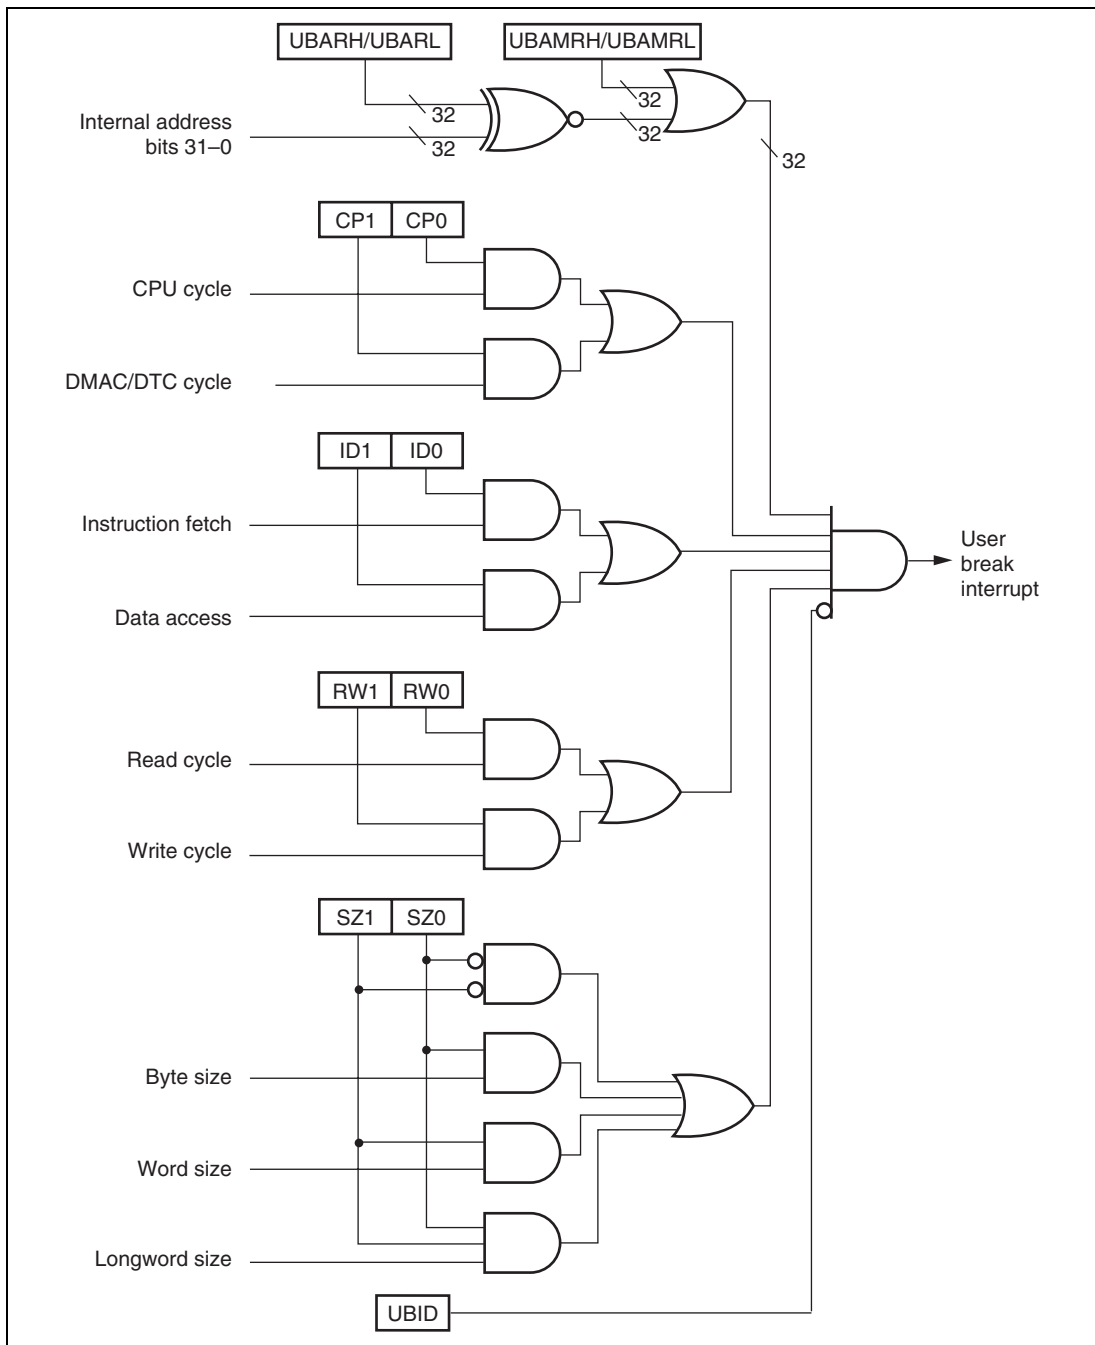 UBARH/UBARL
UBAMRH/UBAMRL
32
32
32
32
32
Internal address
bits 31–0
CP1 CP0
CPU cycle
DMAC/DTC cycle
ID1 ID0
Instruction fetch
Data access
User
break
interrupt
RW1 RW0
Read cycle
Write cycle
SZ1 SZ0
Byte size
Word size
Longword size
UBID